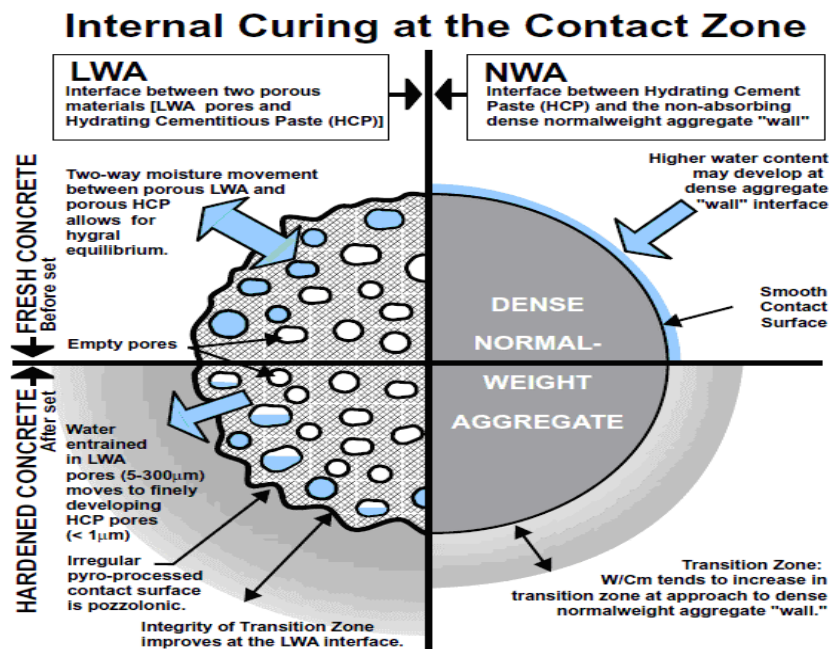 Internal Curing at the Contact Zone
LWA
Interface between two porous
materials [LWA pores and
Hydrating Cementitious Paste (HCP)]
NWA
Interface between Hydrating Cement
Paste (HCP) and the non-absorbing
dense normalweight aggregate "wall"
FRESH CONCRETE
Before set
Two-way moisture movement
between porous LWA and
porous HCP
allows for
hygral
equilibrium.
Empty pores
Higher water content
may develop at
dense aggregate
"wall" interface
Smooth
Contact
Surface
DENSE
NORMAL-
WEIGHT
AGGREGATE
HARDENED CONCRETE
After set
Water
entrained
in LWA
pores (5-300μm)
moves to finely
developing
HCP pores
(< 1μm)
Irregular
pyro-processed
contact surface
is pozzolonic.
Integrity of Transition Zone
improves at the LWA interface.
Transition Zone:
W/Cm tends to increase in
transition zone at approach to dense
normalweight aggregate "wall."